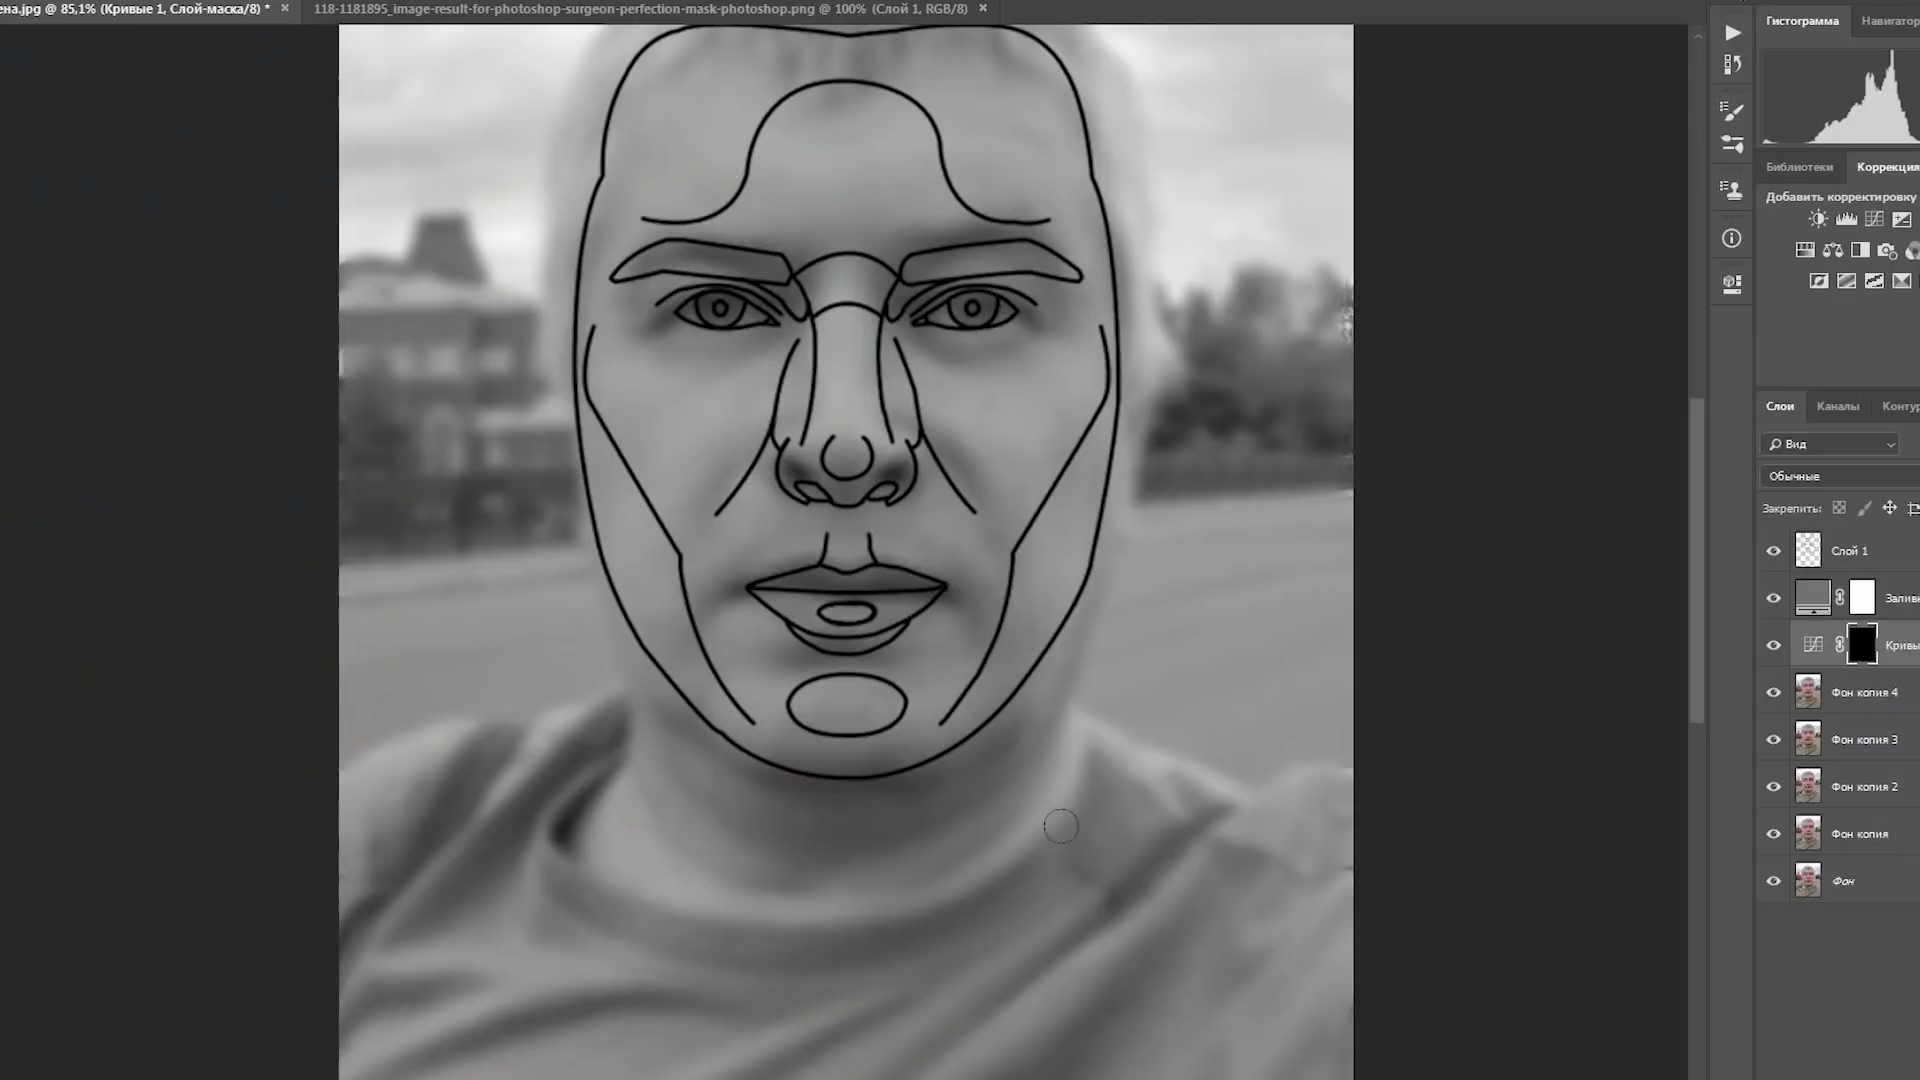 ена.jpg @ 85,1% (Кривые 1, Слой-маска/8) *
118-1181895_image-result-for-photoshop-surgeon-perfection-mask-photoshop.png @ 100% (Слой 1, RGB/8)
Гистограмма
Навигатор
Библиотеки
Коррекция
Добавить корректировку
Слои
Каналы
Контур
Вид
Обычные
Закрепить:
Слой 1
Заливк
Кривы
Фон копия 4
Фон копия 3
Фон копия 2
Фон копия
Фон